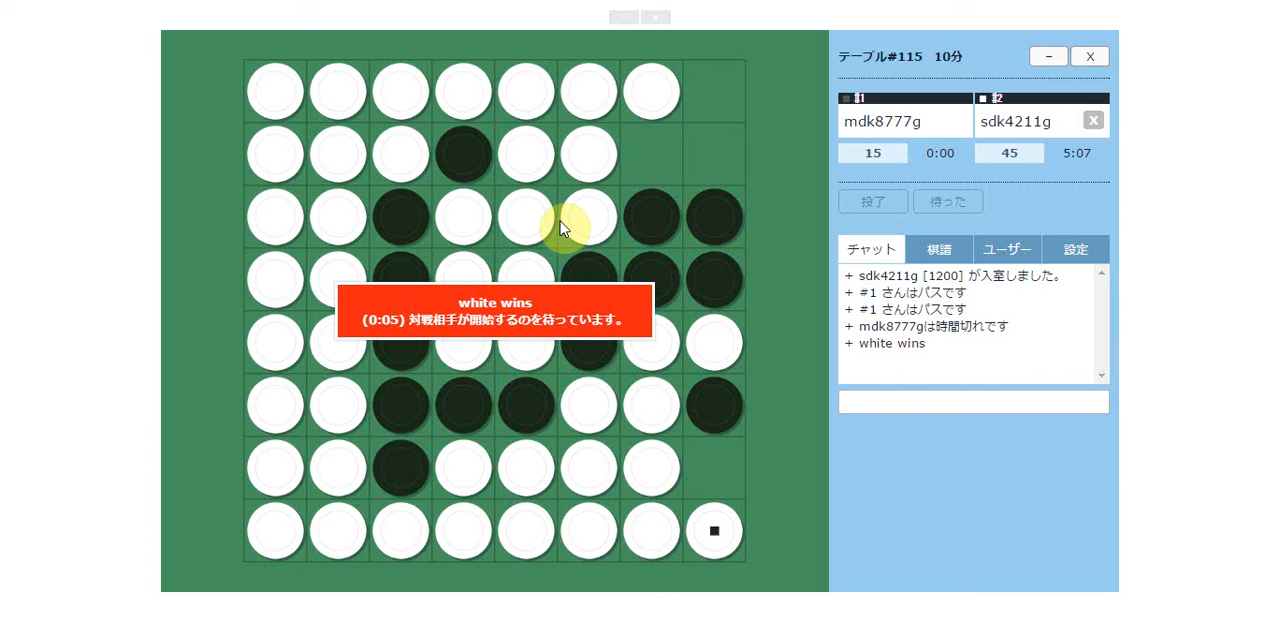 テーブル#115 10分
– X
#1 #2
mdk8777g sdk4211g X
15 0:00 45 5:07
投了 待った
チャット 棋譜 ユーザー 設定
+ sdk4211g [1200] が入室しました。
+ #1 さんはパスです
+ #1 さんはパスです
+ mdk8777gは時間切れです
+ white wins
white wins
(0:05) 対戦相手が開始するのを待っています。